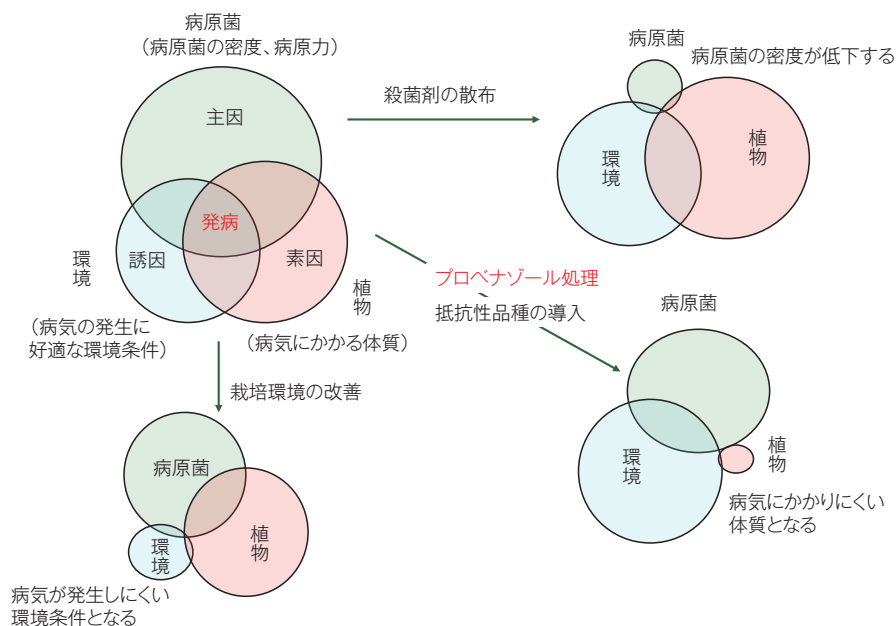 病原菌
（病原菌の密度、病原力）
主因
発病
誘因
素因
環境
（病気の発生に
好適な環境条件）
植物
（病気にかかる体質）
殺菌剤の散布
病原菌
病原菌の密度が低下する
環境
植物
プロベナゾール処理
抵抗性品種の導入
病原菌
環境
植物
病気にかかりにくい
体質となる
栽培環境の改善
病原菌
環境
植物
病気が発生しにくい
環境条件となる